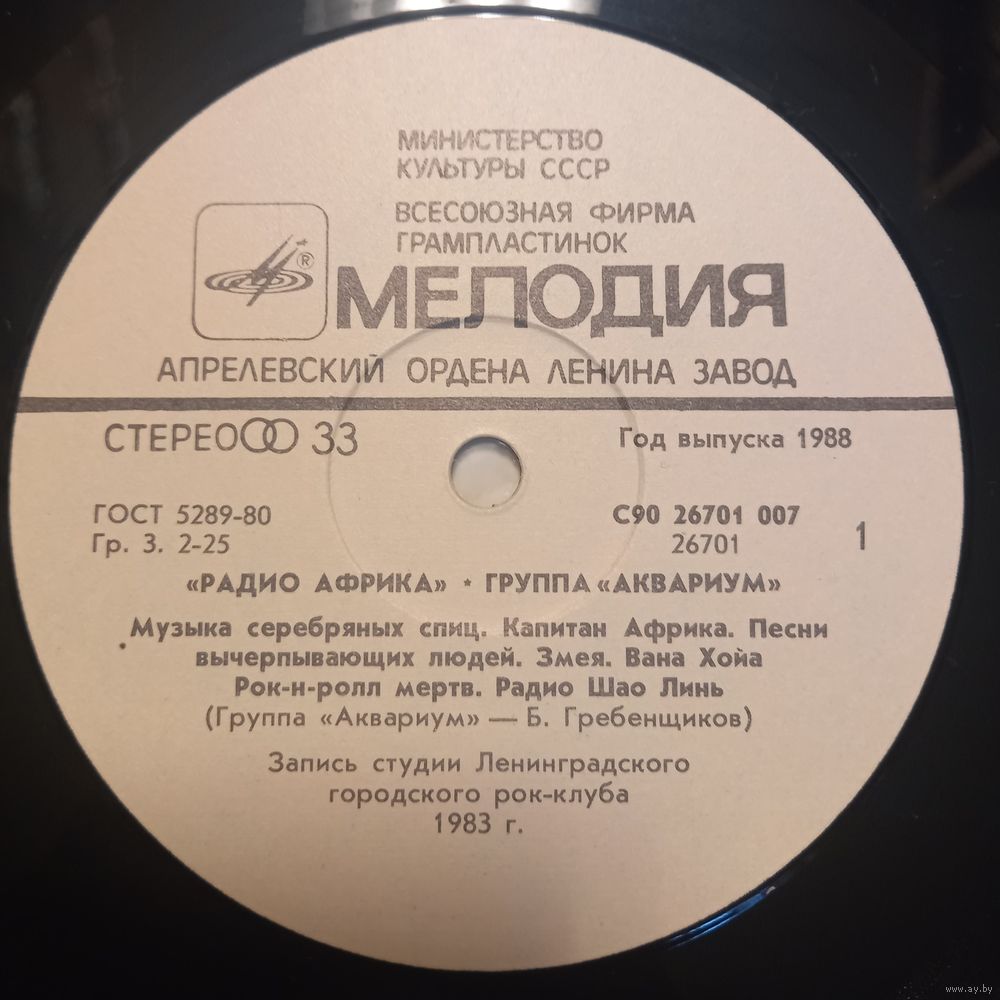 МИНИСТЕРСТВО
КУЛЬТУРЫ СССР
ВСЕСОЮЗНАЯ ФИРМА
ГРАМПЛАСТИНОК
®
МЕЛОДИЯ
АПРЕЛЕВСКИЙ ОРДЕНА ЛЕНИНА ЗАВОД
СТЕРЕО 33
Год выпуска 1988
ГОСТ 5289-80
С90 26701 007
Гр. 3. 2-25
26701
1
«РАДИО АФРИКА» * ГРУППА «АКВАРИУМ»
Музыка серебряных спиц. Капитан Африка. Песни
вычерпывающих людей. Змея. Вана Хойа
Рок-н-ролл мертв. Радио Шао Линь
(Группа «Аквариум» — Б. Гребенщиков)
Запись студии Ленинградского
городского рок-клуба
1983 г.
www.ay.by